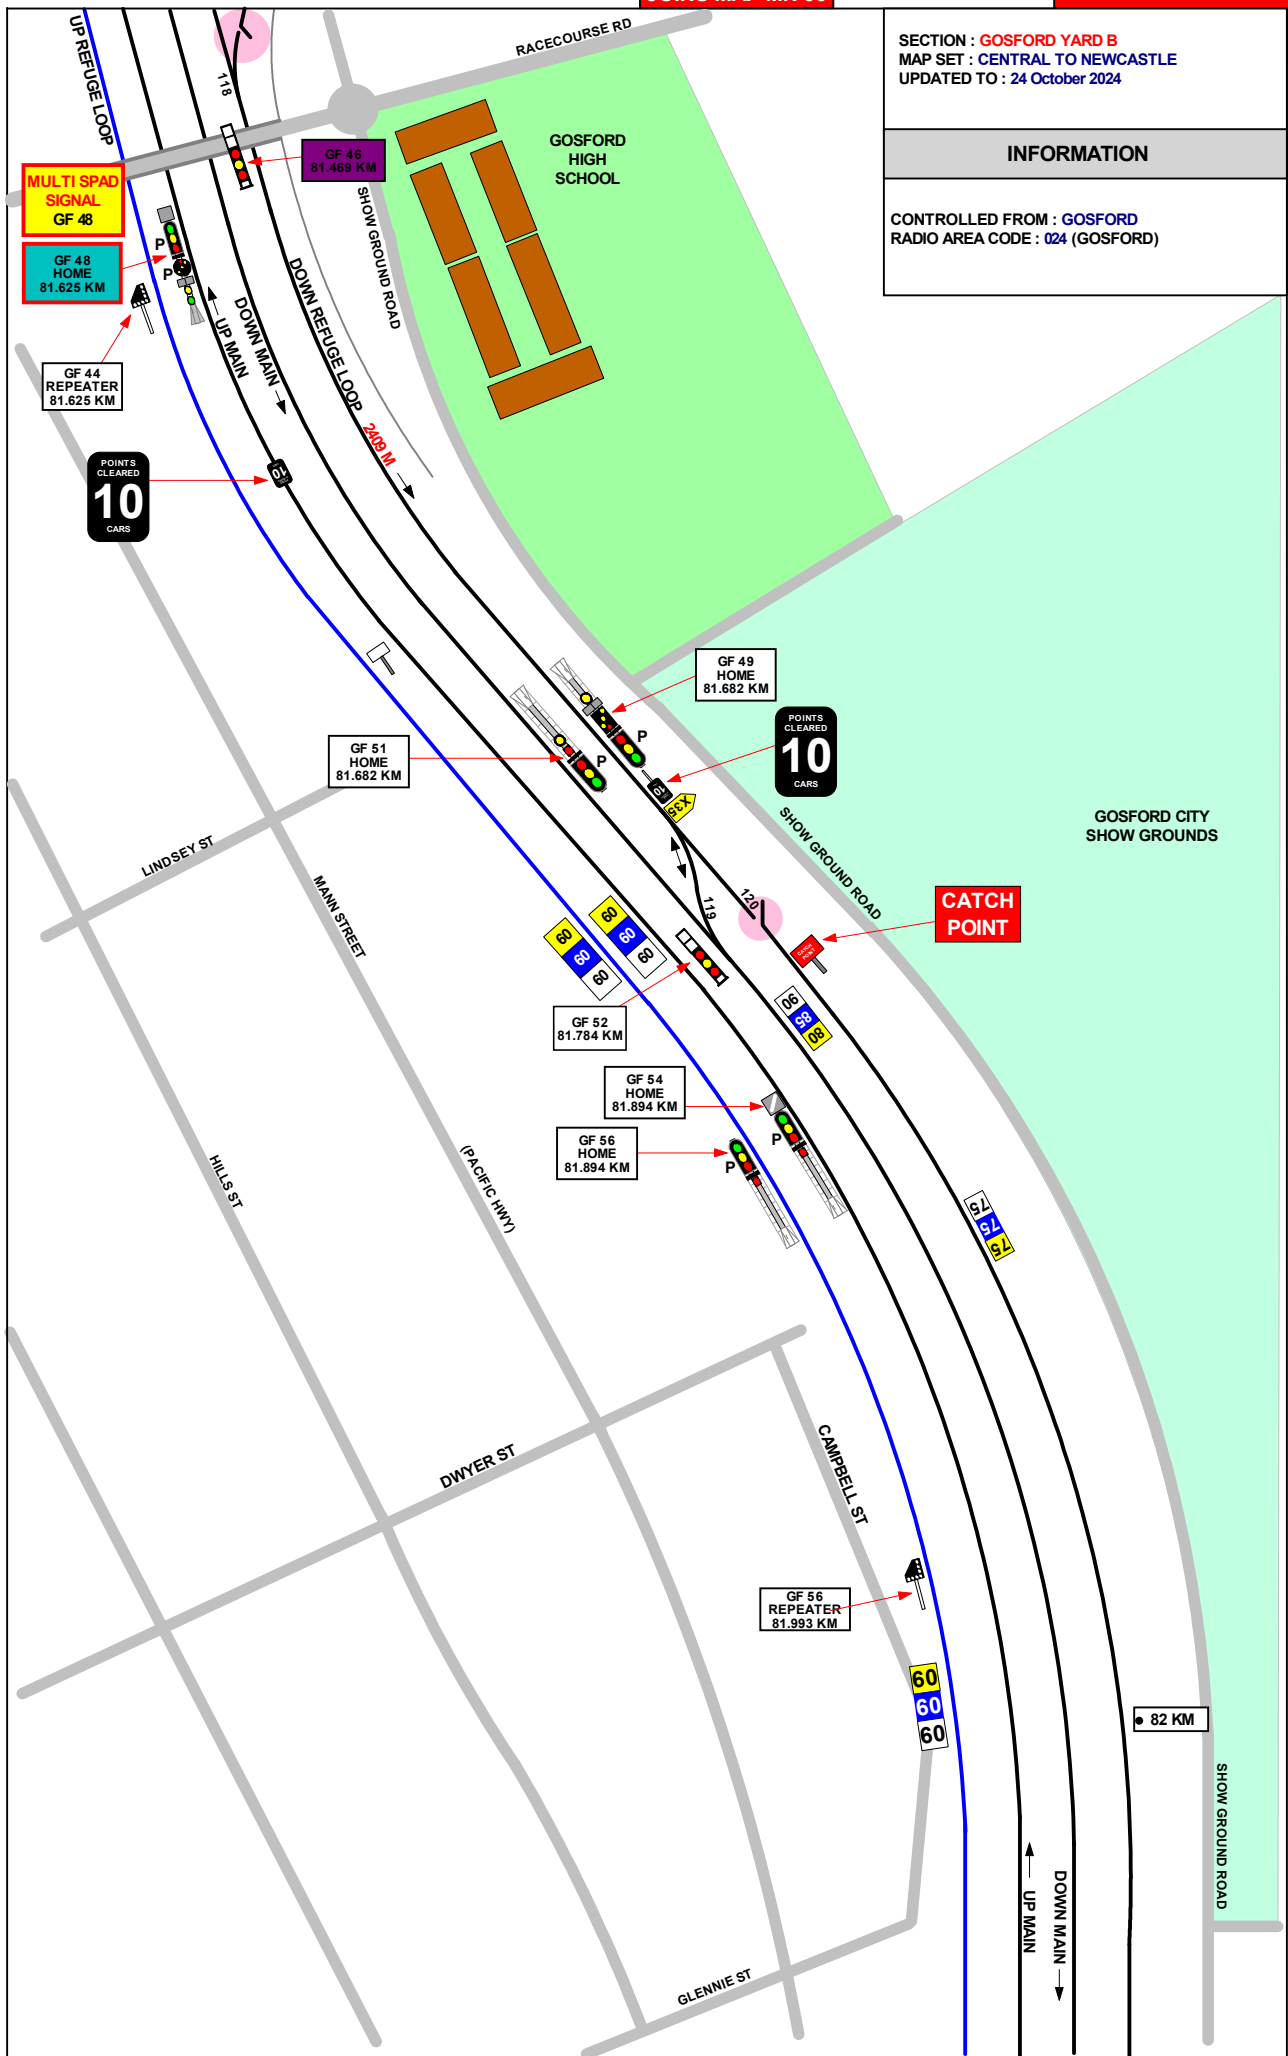 SECTION : GOSFORD YARD B
MAP SET : CENTRAL TO NEWCASTLE
UPDATED TO : 24 October 2024
INFORMATION
CONTROLLED FROM : GOSFORD
RADIO AREA CODE : 024 (GOSFORD)
UP REFUGE LOOP
118
RACECOURSE RD
GOSFORD
HIGH
SCHOOL
GF 46
81.469 KM
MULTI SPAD
SIGNAL
GF 48
GF 48
HOME
81.625 KM
P
P
SHOW GROUND ROAD
GF 44
REPEATER
81.625 KM
UP MAIN
DOWN MAIN
DOWN REFUGE LOOP
2409 M
POINTS
CLEARED
10
CARS
10
GF 49
HOME
81.682 KM
P
GF 51
HOME
81.682 KM
P
POINTS
CLEARED
10
CARS
10
X35
SHOW GROUND ROAD
GOSFORD CITY
SHOW GROUNDS
LINDSEY ST
MANN STREET
119
120
CATCH
POINT
CATCH
POINT
60
60
60
60
60
60
GF 52
81.784 KM
90
85
80
GF 54
HOME
81.894 KM
P
GF 56
HOME
81.894 KM
P
HILLS ST
(PACIFIC HWY)
75
75
75
DWYER ST
CAMPBELL ST
GF 56
REPEATER
81.993 KM
60
60
60
82 KM
SHOW GROUND ROAD
UP MAIN
DOWN MAIN
GLENNIE ST